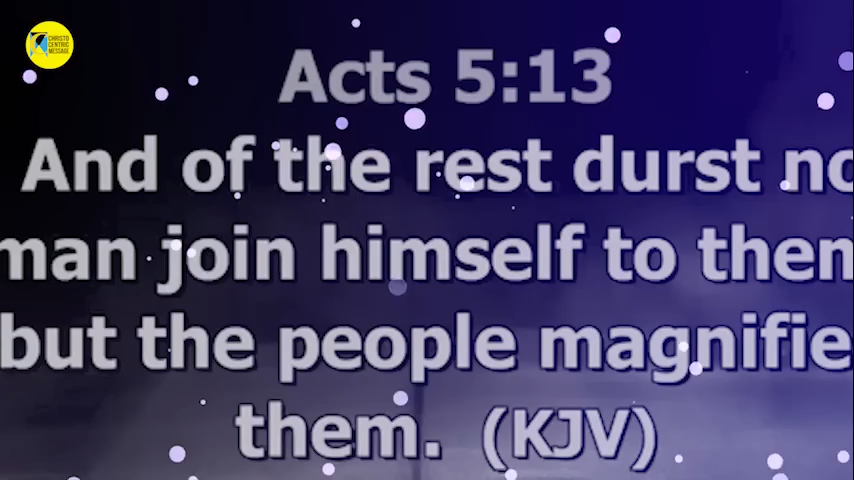 CHRISTO
CENTRIC
MESSAGE
Acts 5:13
And of the rest durst no
man join himself to them
but the people magnifie
them. (KJV)